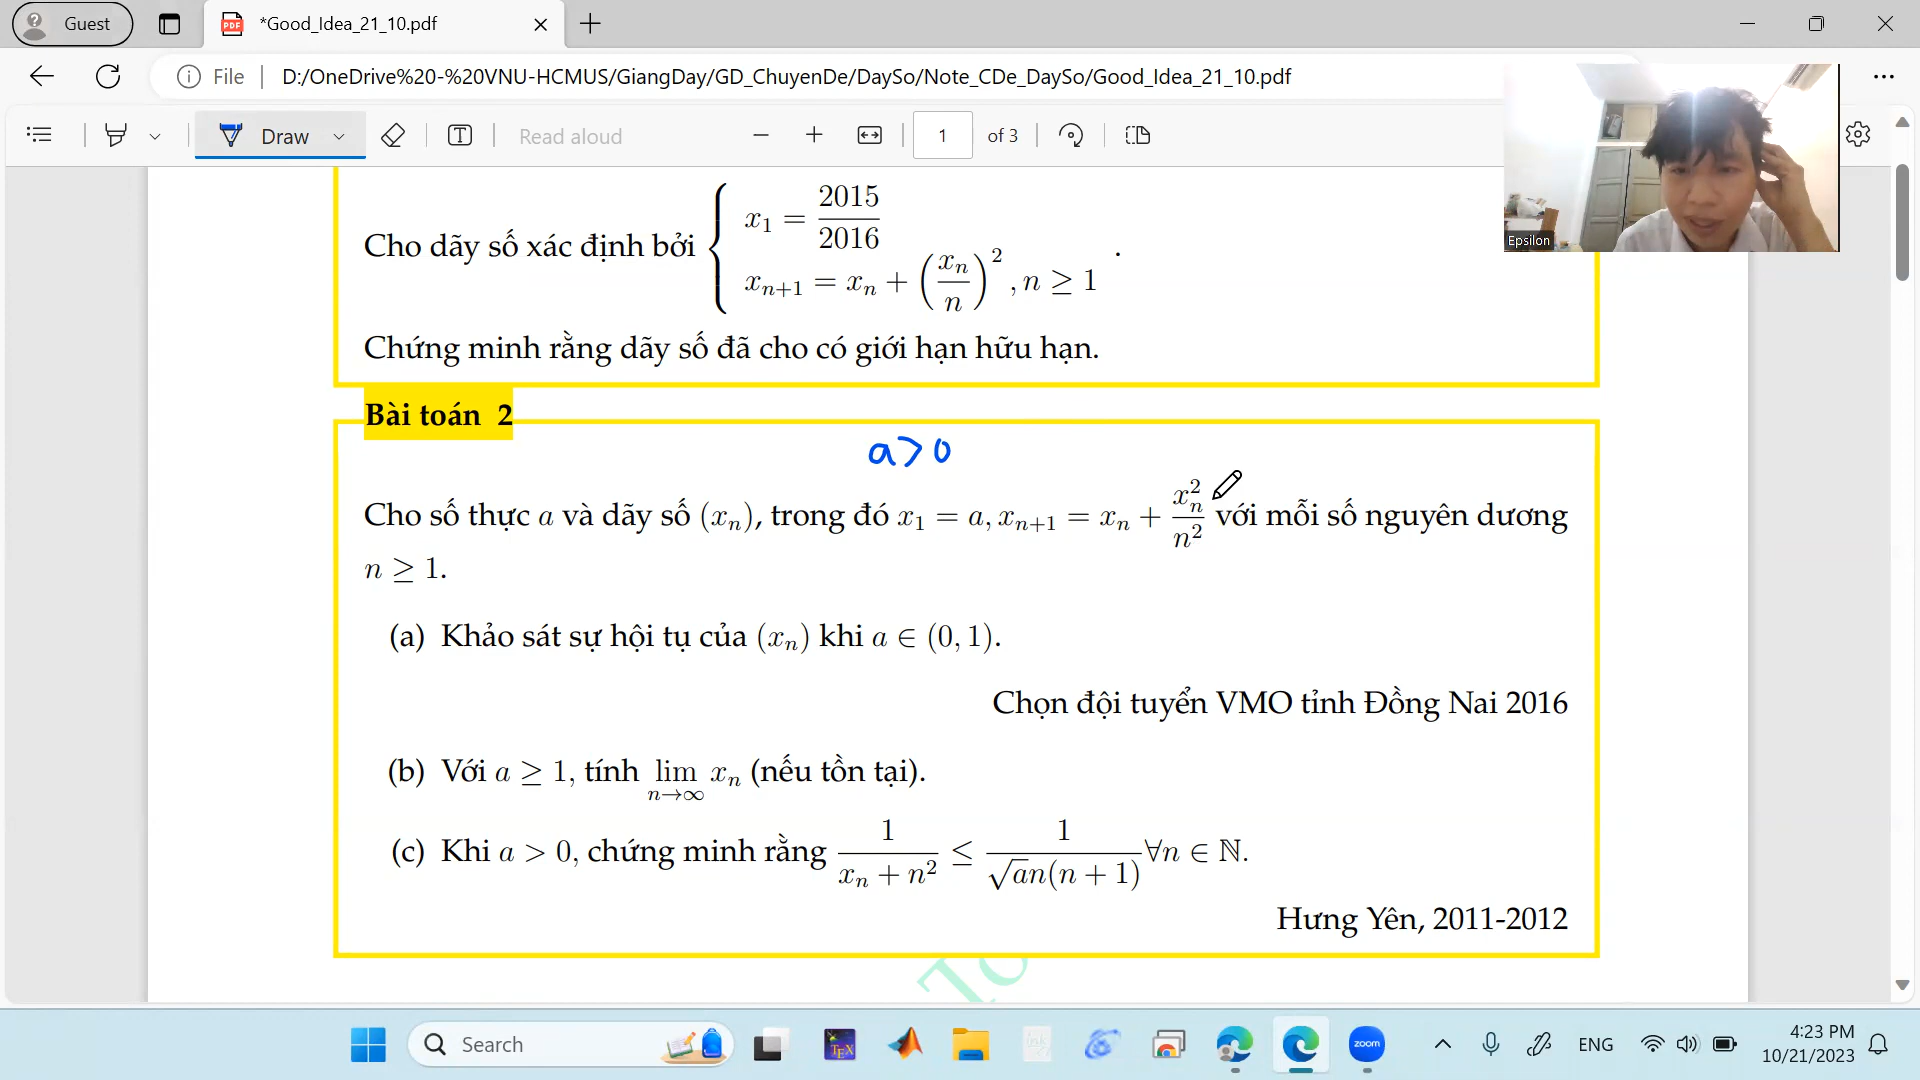 Guest
*Good_Idea_21_10.pdf
File
D:/OneDrive%20-%20VNU-HCMUS/GiangDay/GD_ChuyenDe/DaySo/Note_CDe_DaySo/Good_Idea_21_10.pdf
Draw
Read aloud
1 of 3
Epsilon
Cho dãy số xác định bởi { x₁ = 2015/2016
xₙ₊₁ = xₙ + (xₙ/n)², n ≥ 1 .
Chứng minh rằng dãy số đã cho có giới hạn hữu hạn.
Bài toán 2
a > 0
Cho số thực a và dãy số (xₙ), trong đó x₁ = a, xₙ₊₁ = xₙ + xₙ²/n² với mỗi số nguyên dương
n ≥ 1.
(a) Khảo sát sự hội tụ của (xₙ) khi a ∈ (0, 1).
Chọn đội tuyển VMO tỉnh Đồng Nai 2016
(b) Với a ≥ 1, tính lim n→∞ xₙ (nếu tồn tại).
(c) Khi a > 0, chứng minh rằng 1/(xₙ + n²) ≤ 1/(√a n(n + 1)) ∀n ∈ ℕ.
Hưng Yên, 2011-2012
To
Search
TEX
zoom
ENG
4:23 PM
10/21/2023